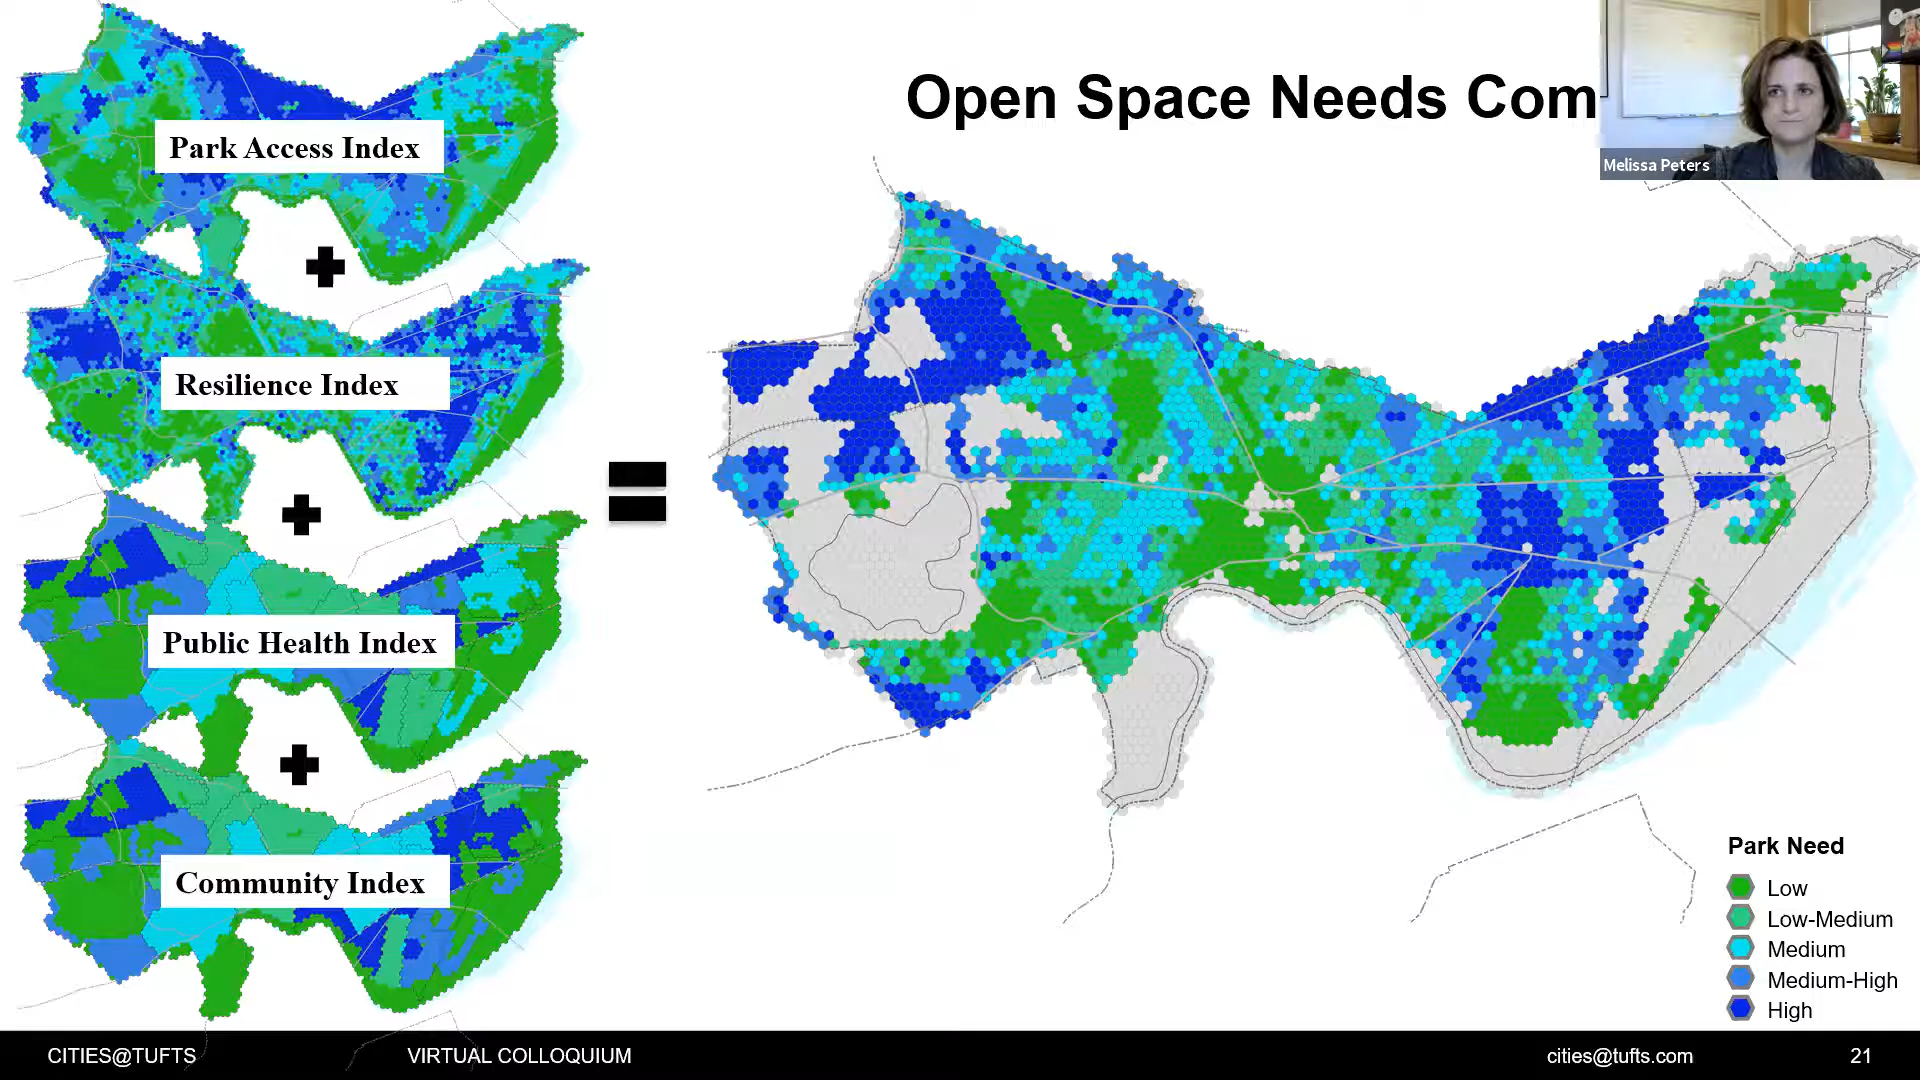 Open Space Needs Com
Melissa Peters
Park Access Index
Resilience Index
Public Health Index
Community Index
Park Need
Low
Low-Medium
Medium
Medium-High
High
CITIES@TUFTS
VIRTUAL COLLOQUIUM
cities@tufts.com
21